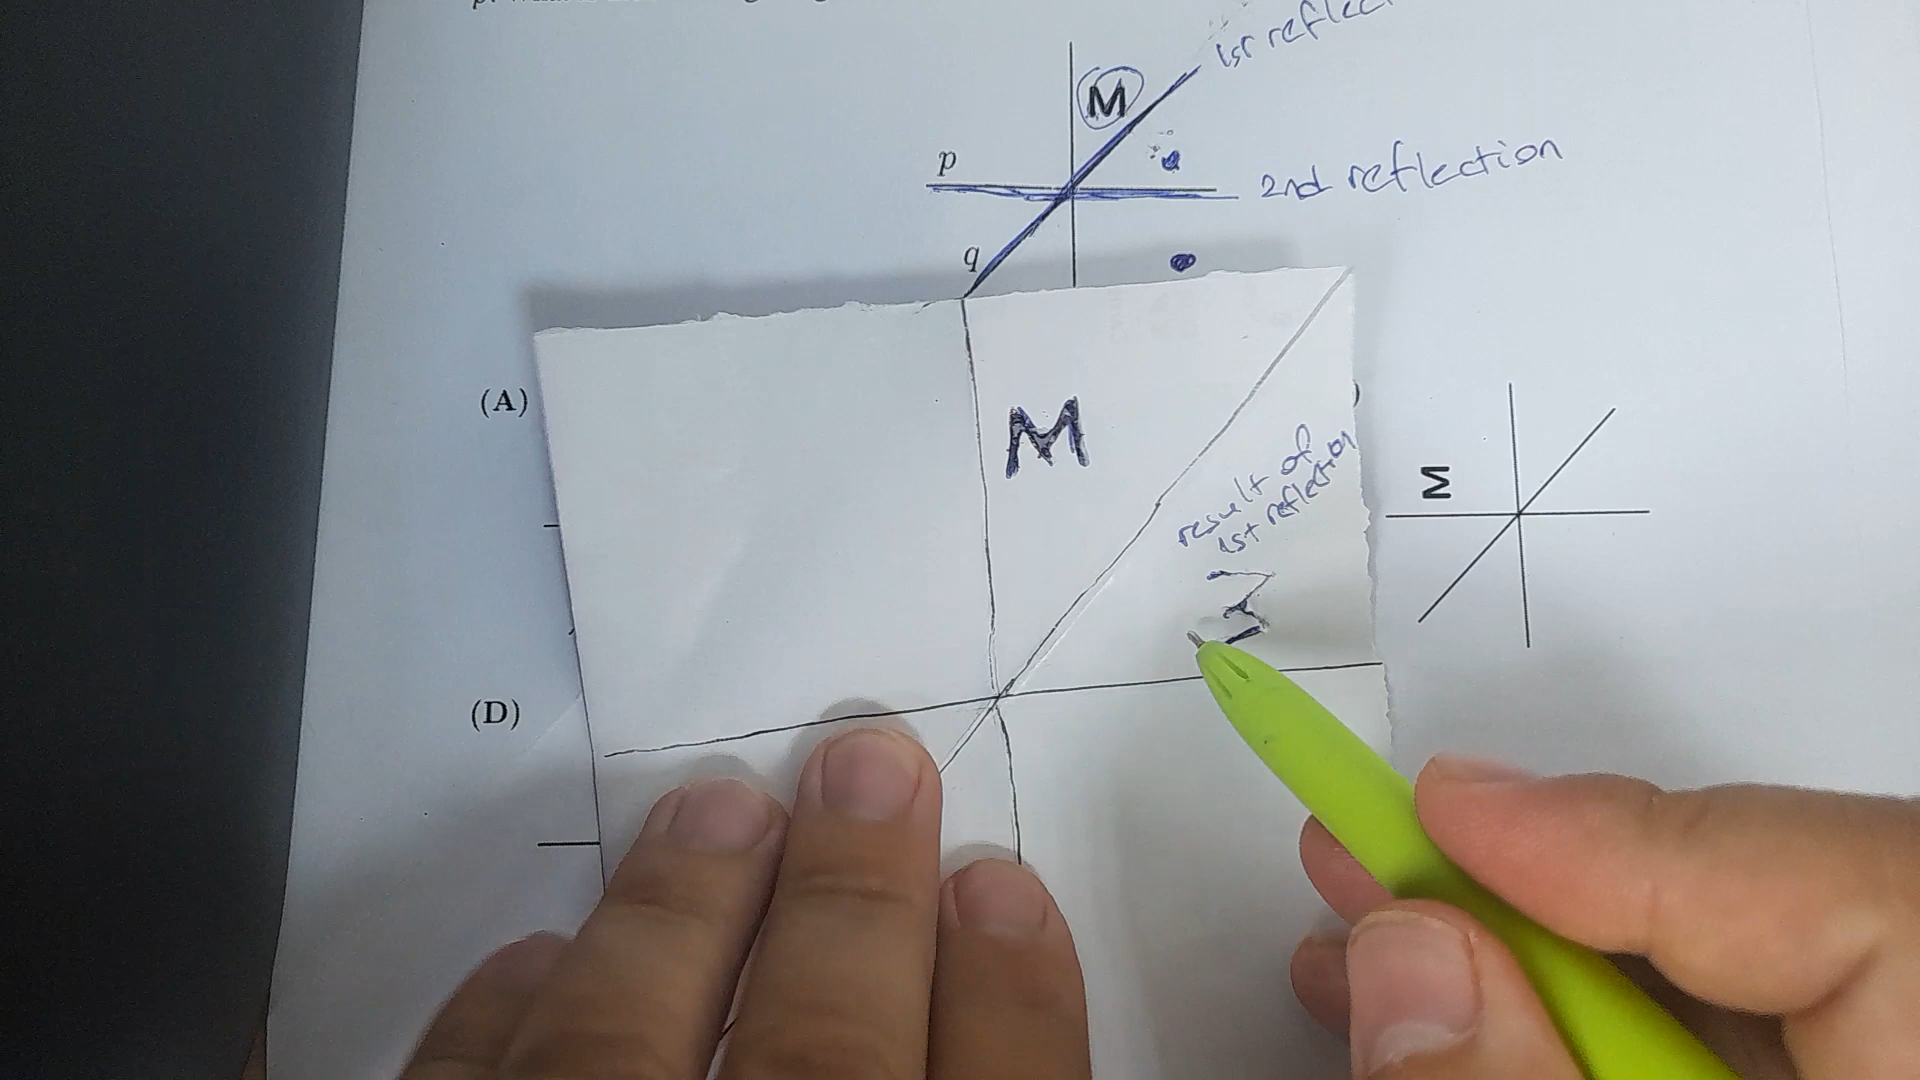 1st reflec
M
p
2nd reflection
q
(A)
M
result of
1st reflection
M
M
(D)